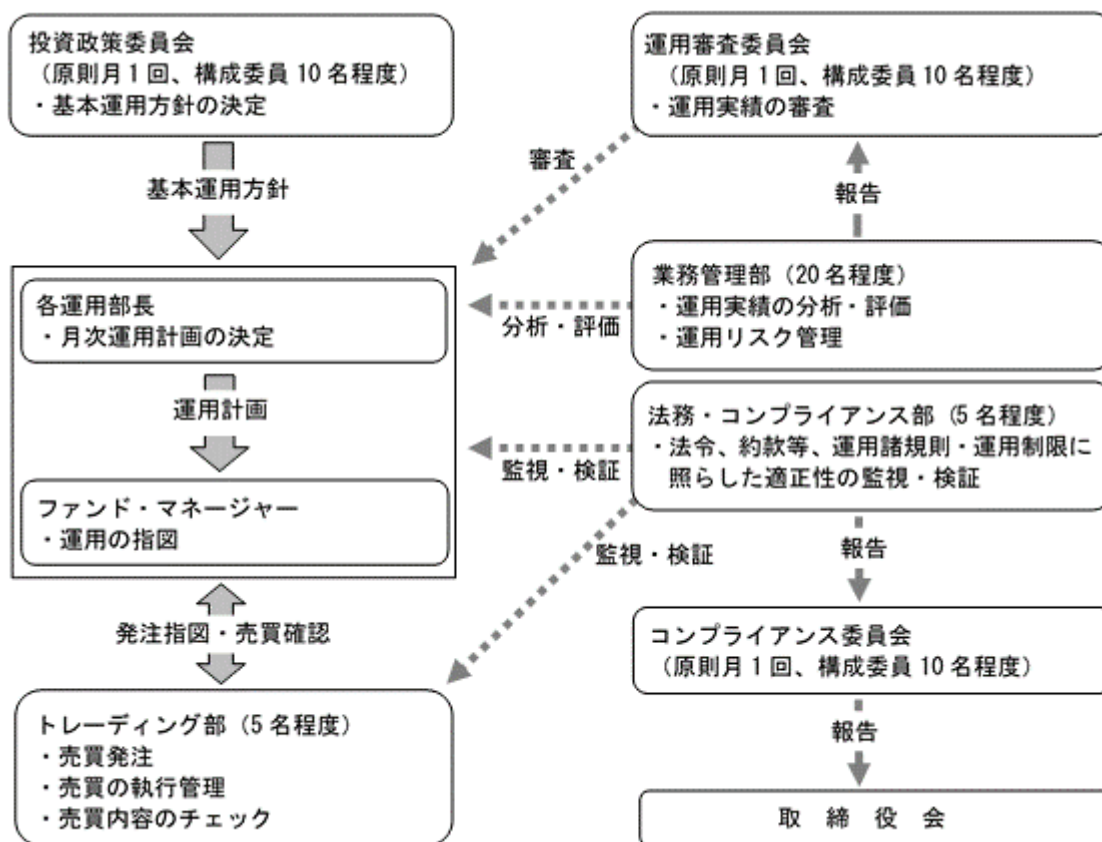 投資政策委員会
（原則月1回、構成委員10名程度）
・基本運用方針の決定
基本運用方針
各運用部長
・月次運用計画の決定
運用計画
ファンド・マネージャー
・運用の指図
発注指図・売買確認
トレーディング部（5名程度）
・売買発注
・売買の執行管理
・売買内容のチェック
運用審査委員会
（原則月1回、構成委員10名程度）
・運用実績の審査
審査
報告
業務管理部（20名程度）
・運用実績の分析・評価
・運用リスク管理
分析・評価
法務・コンプライアンス部（5名程度）
・法令、約款等、運用諸規則・運用制限に
照らした適正性の監視・検証
監視・検証
監視・検証
報告
コンプライアンス委員会
（原則月1回、構成委員10名程度）
報告
取　締　役　会